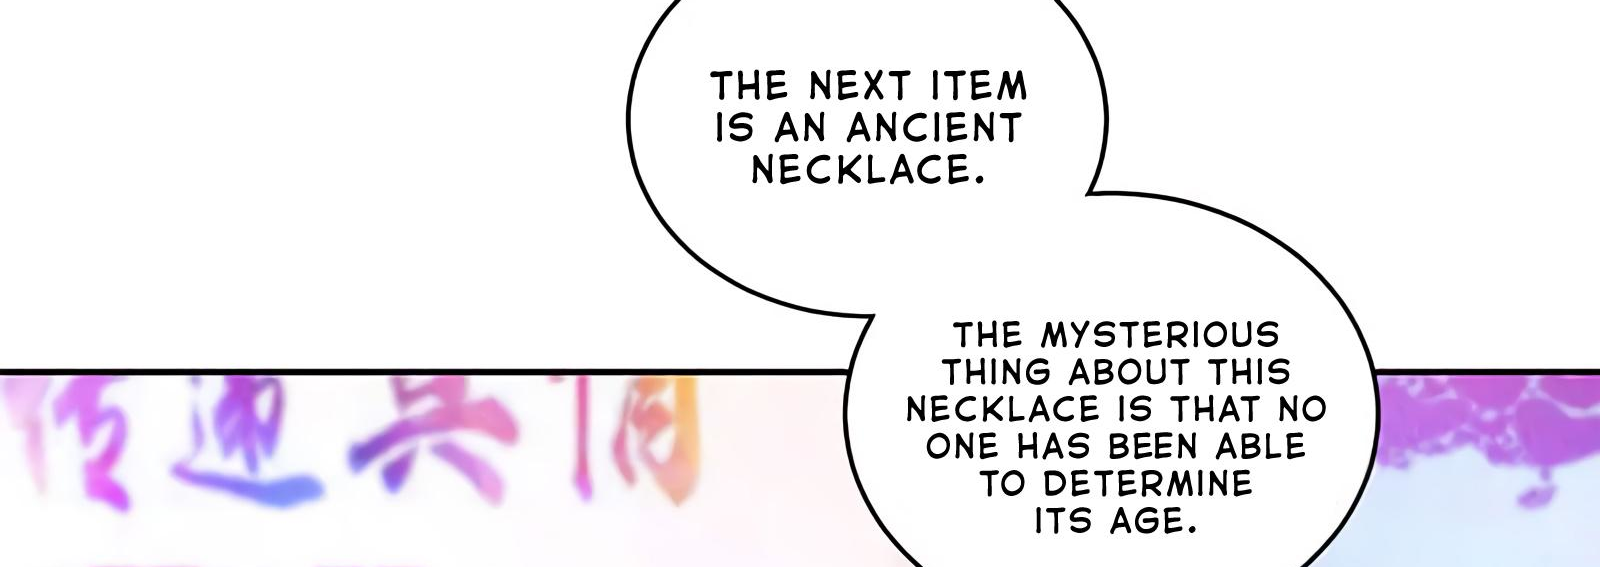 THE NEXT ITEM
IS AN ANCIENT
NECKLACE.
THE MYSTERIOUS
THING ABOUT THIS
NECKLACE IS THAT NO
ONE HAS BEEN ABLE
TO DETERMINE
ITS AGE.